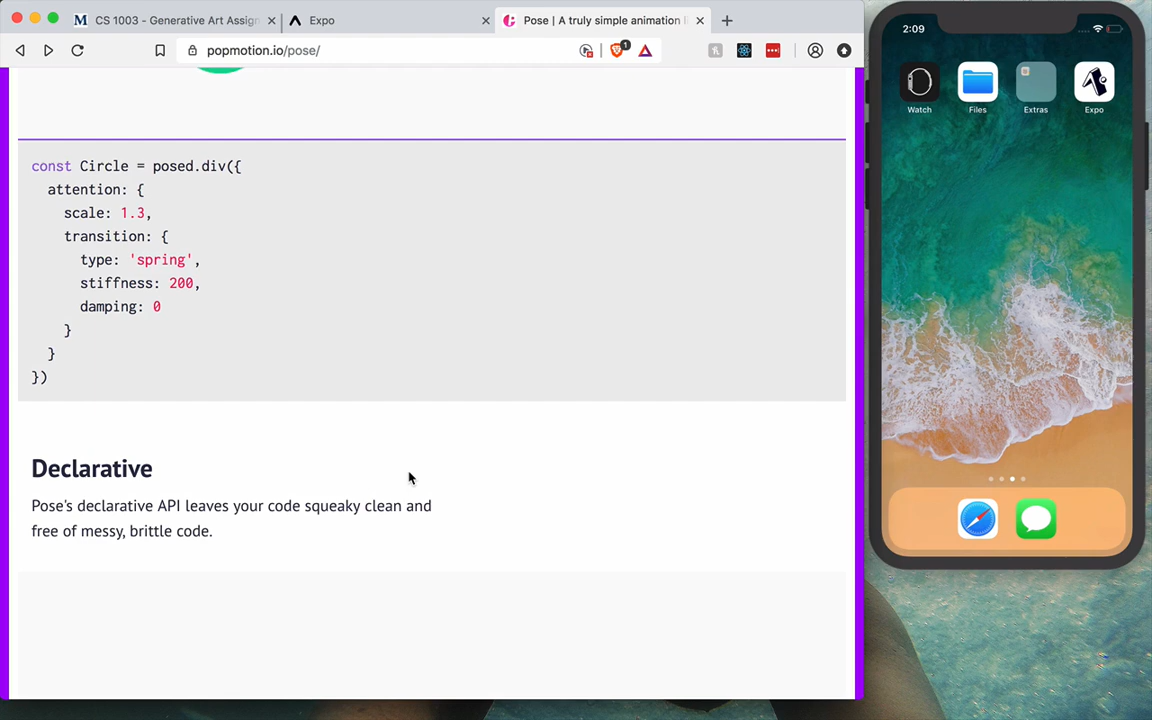 CS 1003 - Generative Art Assign
Expo
Pose | A truly simple animation l
popmotion.io/pose/
1
const Circle = posed.div({
attention: {
scale: 1.3,
transition: {
type: 'spring',
stiffness: 200,
damping: 0
}
}
})
Declarative
Pose's declarative API leaves your code squeaky clean and
free of messy, brittle code.
2:09
Watch
Files
Extras
Expo